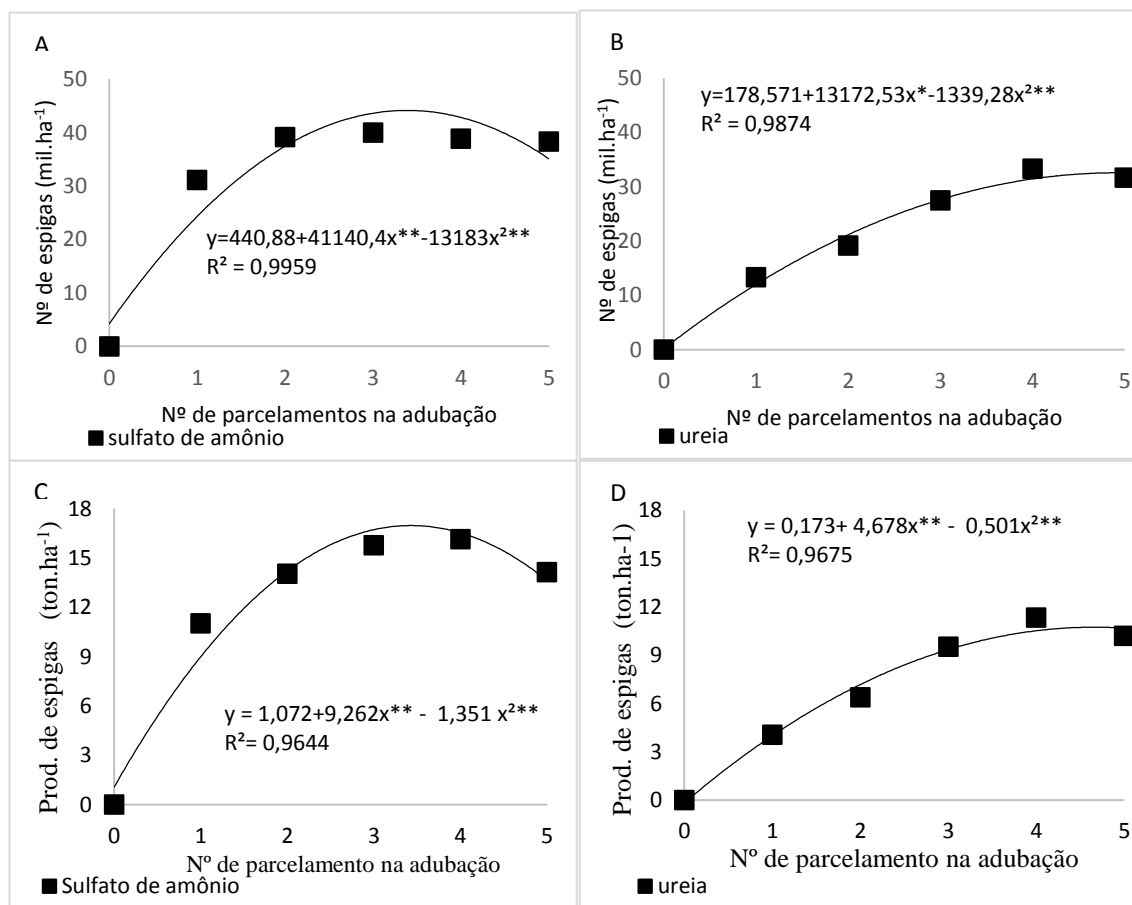 A
Nº de espigas (mil.ha⁻¹)
50
40
30
20
10
0
y=440,88+41140,4x**-13183x²**
R² = 0,9959
0 1 2 3 4 5
Nº de parcelamentos na adubação
sulfato de amônio
B
Nº de espigas (mil.ha⁻¹)
50
40
30
20
10
0
y=178,571+13172,53x*-1339,28x²**
R² = 0,9874
0 1 2 3 4 5
Nº de parcelamentos na adubação
ureia
C
Prod. de espigas (ton.ha⁻¹)
18
15
12
9
6
3
0
y = 1,072+9,262x** - 1,351 x²**
R²= 0,9644
0 1 2 3 4 5
Nº de parcelamento na adubação
Sulfato de amônio
D
Prod. de espigas (ton.ha-1)
18
15
12
9
6
3
0
y = 0,173+ 4,678x** - 0,501x²**
R²= 0,9675
0 1 2 3 4 5
Nº de parcelamento na adubação
ureia